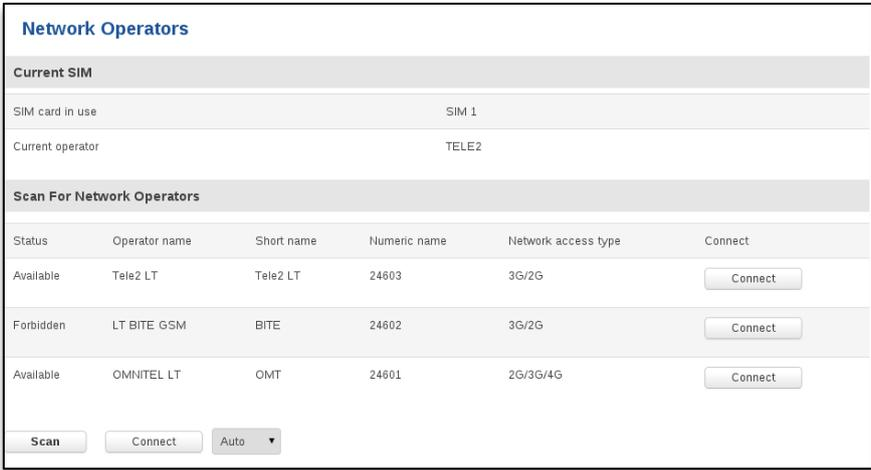 Network Operators
Current SIM
SIM card in use SIM 1
Current operator TELE2
Scan For Network Operators
Status Operator name Short name Numeric name Network access type Connect
Available Tele2 LT Tele2 LT 24603 3G/2G Connect
Forbidden LT BITE GSM BITE 24602 3G/2G Connect
Available OMNITEL LT OMT 24601 2G/3G/4G Connect
Scan Connect Auto